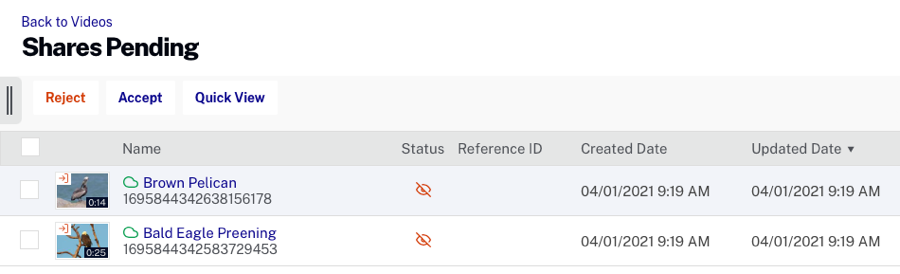 Back to Videos
Shares Pending
Reject Accept Quick View
Name Status Reference ID Created Date Updated Date
0:14 Brown Pelican 04/01/2021 9:19 AM 04/01/2021 9:19 AM
1695844342638156178
0:25 Bald Eagle Preening 04/01/2021 9:19 AM 04/01/2021 9:19 AM
1695844342583729453